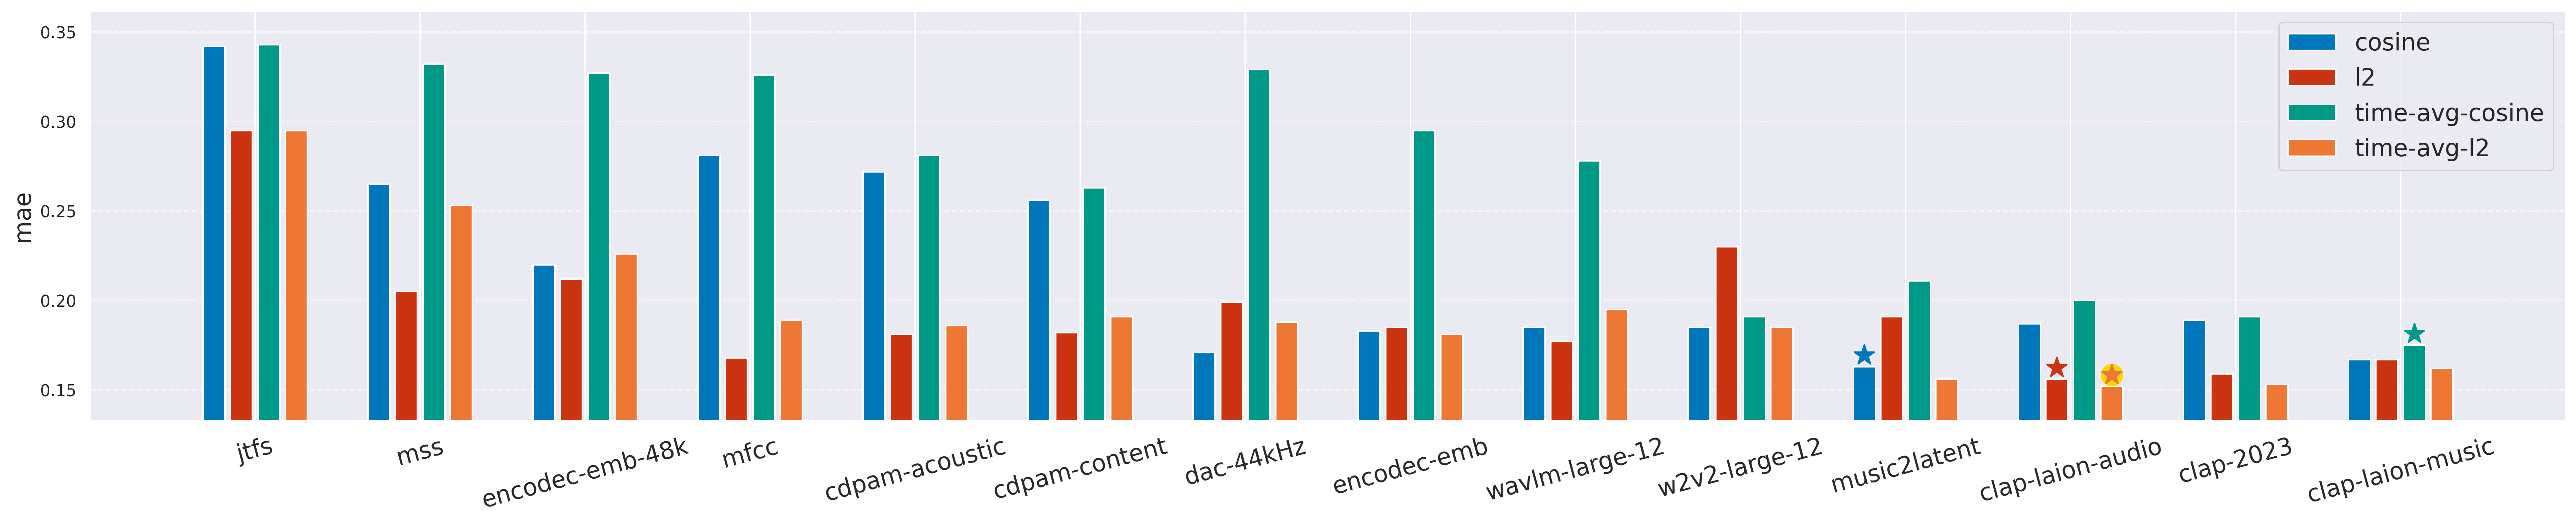 mae
0.35
0.30
0.25
0.20
0.15
cosine
l2
time-avg-cosine
time-avg-l2
jtfs
mss
encodec-emb-48k
mfcc
cdpam-acoustic
cdpam-content
dac-44kHz
encodec-emb
wavlm-large-12
w2v2-large-12
music2latent
clap-laion-audio
clap-2023
clap-laion-music